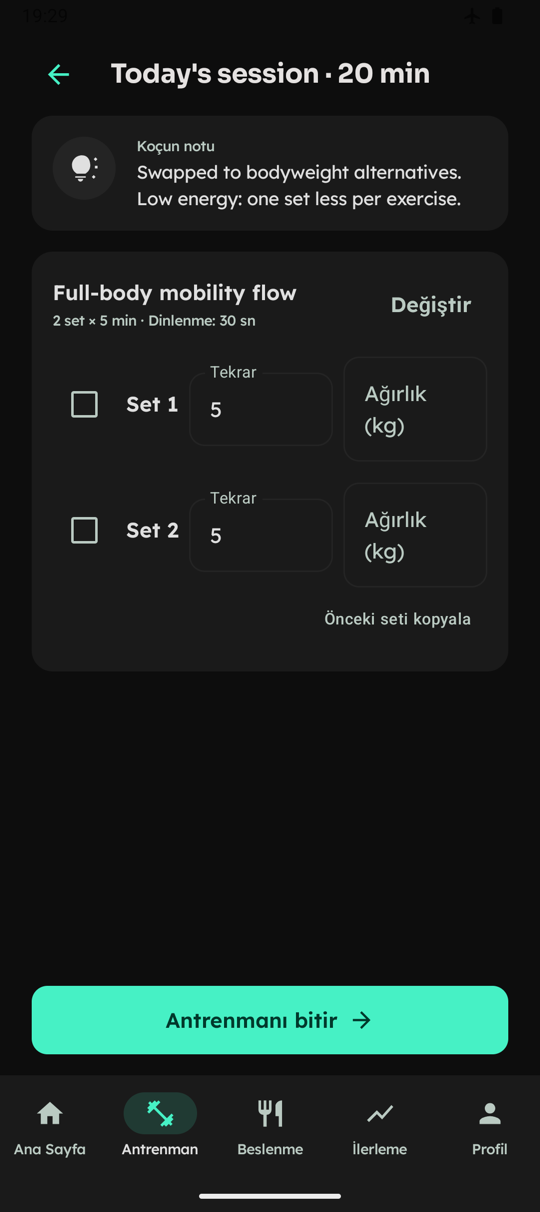 19:29
Today's session · 20 min
Koçun notu
Swapped to bodyweight alternatives.
Low energy: one set less per exercise.
Full-body mobility flow
2 set × 5 min · Dinlenme: 30 sn
Değiştir
Set 1
Tekrar
5
Ağırlık
(kg)
Set 2
Tekrar
5
Ağırlık
(kg)
Önceki seti kopyala
Antrenmanı bitir →
Ana Sayfa
Antrenman
Beslenme
İlerleme
Profil